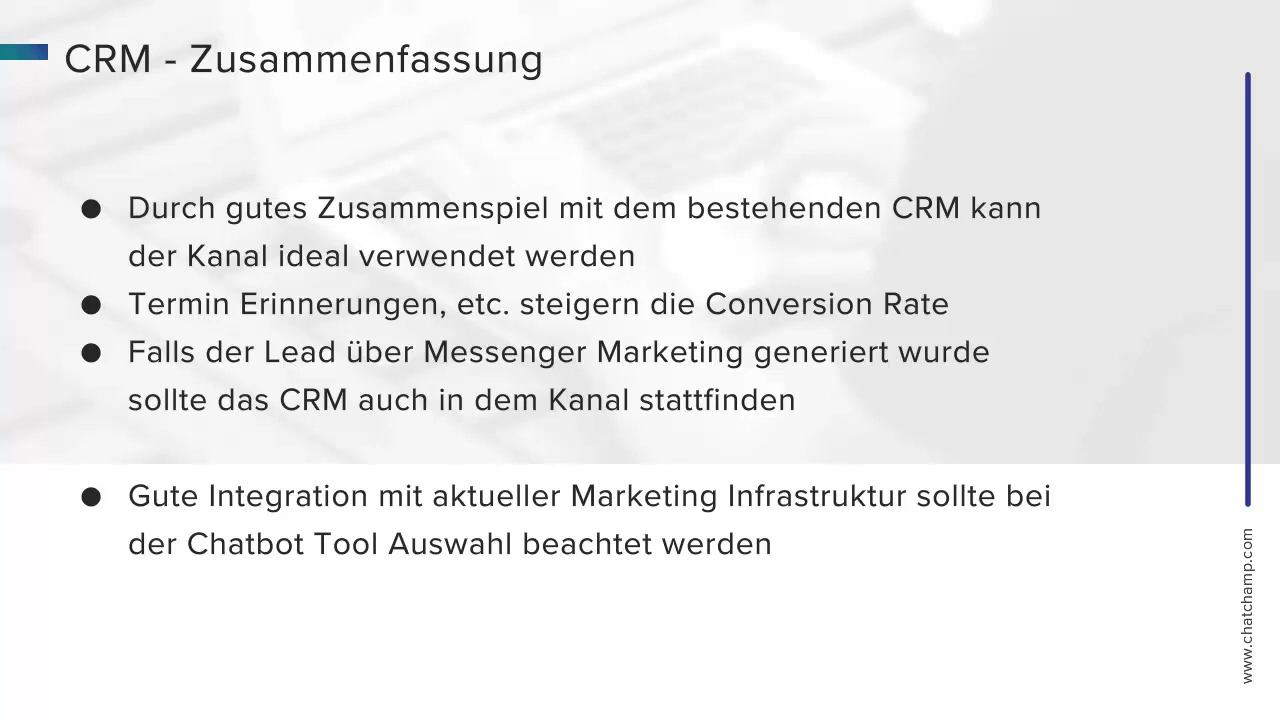 CRM - Zusammenfassung
● Durch gutes Zusammenspiel mit dem bestehenden CRM kann
der Kanal ideal verwendet werden
● Termin Erinnerungen, etc. steigern die Conversion Rate
● Falls der Lead über Messenger Marketing generiert wurde
sollte das CRM auch in dem Kanal stattfinden
● Gute Integration mit aktueller Marketing Infrastruktur sollte bei
der Chatbot Tool Auswahl beachtet werden
www.chatchamp.com